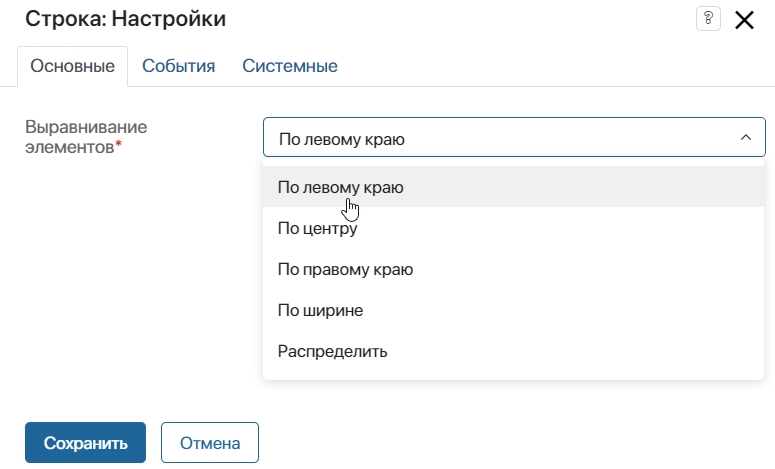 Строка: Настройки
?
Основные События Системные
Выравнивание
элементов*
По левому краю
По левому краю
По центру
По правому краю
По ширине
Распределить
Сохранить Отмена